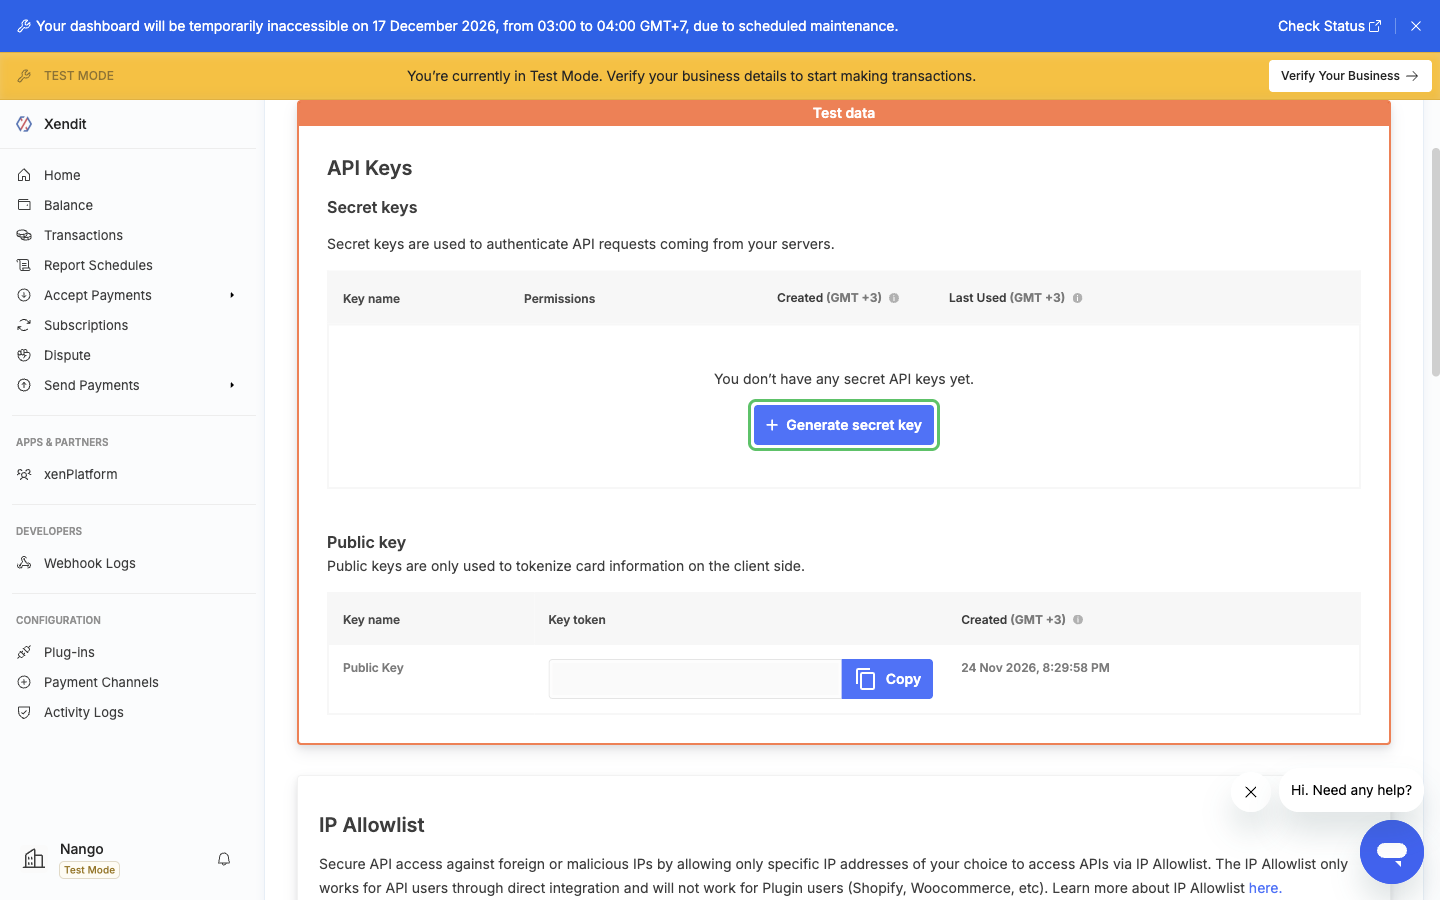 Your dashboard will be temporarily inaccessible on 17 December 2026, from 03:00 to 04:00 GMT+7, due to scheduled maintenance.
Check Status
TEST MODE
You're currently in Test Mode. Verify your business details to start making transactions.
Verify Your Business
Xendit
Home
Balance
Transactions
Report Schedules
Accept Payments
Subscriptions
Dispute
Send Payments
APPS & PARTNERS
xenPlatform
DEVELOPERS
Webhook Logs
CONFIGURATION
Plug-ins
Payment Channels
Activity Logs
Nango
Test Mode
Test data
API Keys
Secret keys
Secret keys are used to authenticate API requests coming from your servers.
Key name Permissions Created (GMT +3) Last Used (GMT +3)
You don't have any secret API keys yet.
+ Generate secret key
Public key
Public keys are only used to tokenize card information on the client side.
Key name Key token Created (GMT +3)
Public Key Copy 24 Nov 2026, 8:29:58 PM
IP Allowlist
Secure API access against foreign or malicious IPs by allowing only specific IP addresses of your choice to access APIs via IP Allowlist. The IP Allowlist only
works for API users through direct integration and will not work for Plugin users (Shopify, Woocommerce, etc). Learn more about IP Allowlist here.
Hi. Need any help?